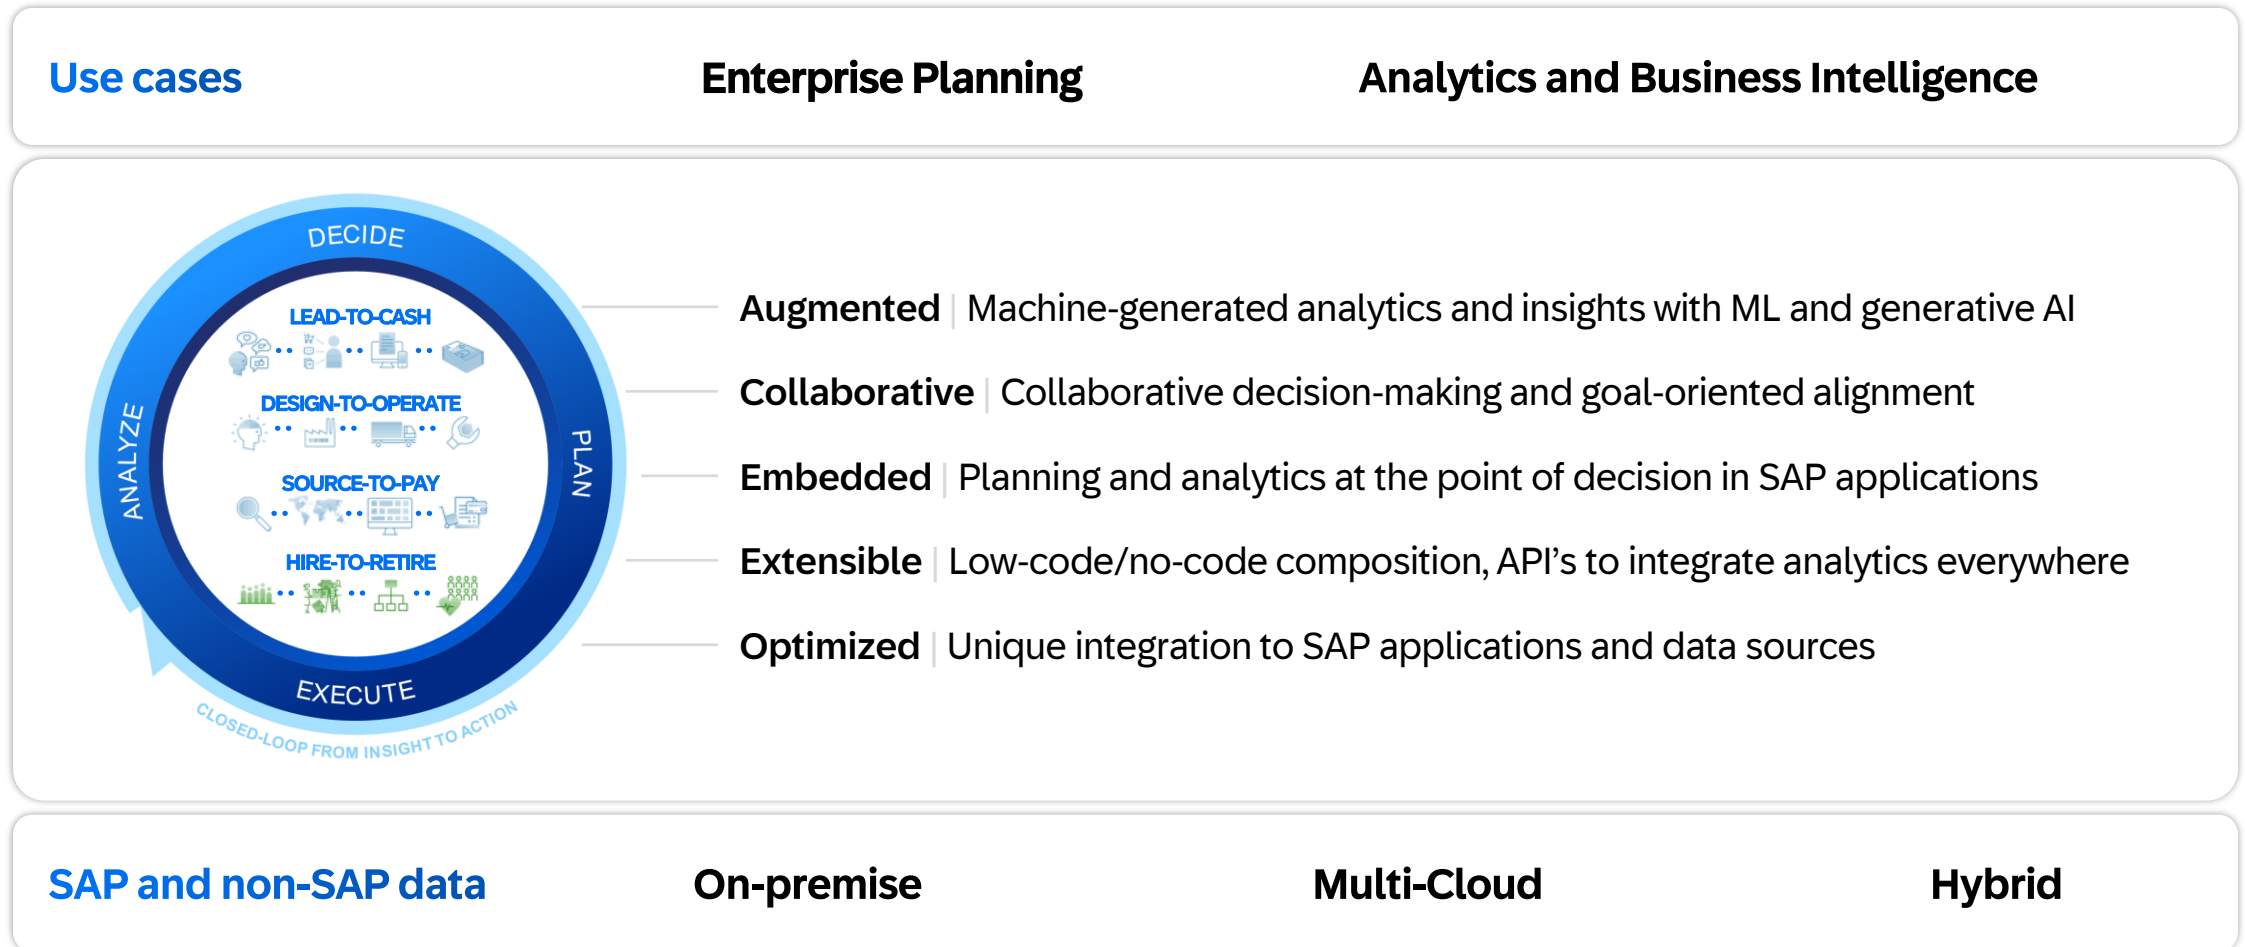 Use cases
Enterprise Planning
Analytics and Business Intelligence
DECIDE
ANALYZE
PLAN
EXECUTE
LEAD-TO-CASH
DESIGN-TO-OPERATE
SOURCE-TO-PAY
HIRE-TO-RETIRE
CLOSED-LOOP FROM INSIGHT TO ACTION
Augmented | Machine-generated analytics and insights with ML and generative AI
Collaborative | Collaborative decision-making and goal-oriented alignment
Embedded | Planning and analytics at the point of decision in SAP applications
Extensible | Low-code/no-code composition, API’s to integrate analytics everywhere
Optimized | Unique integration to SAP applications and data sources
SAP and non-SAP data
On-premise
Multi-Cloud
Hybrid